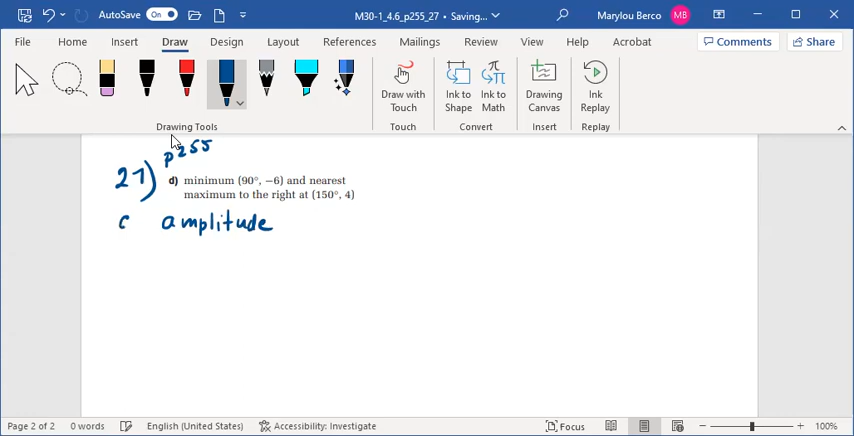 AutoSave On M30-1_4.6_p255_27 - Saving... Marylou Berco MB
File Home Insert Draw Design Layout References Mailings Review View Help Acrobat Comments Share
Draw with Touch Ink to Shape Ink to Math Drawing Canvas Ink Replay
Drawing Tools Touch Convert Insert Replay
p255
27)
d) minimum (90°, −6) and nearest
maximum to the right at (150°, 4)
c amplitude
Page 2 of 2 0 words English (United States) Accessibility: Investigate Focus 100%